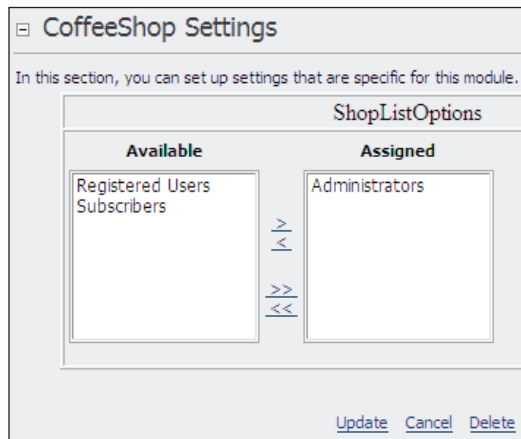 CoffeeShop Settings
In this section, you can set up settings that are specific for this module.
ShopListOptions
Available Assigned
Registered Users Administrators
Subscribers
>
<
>>
<<
Update Cancel Delete